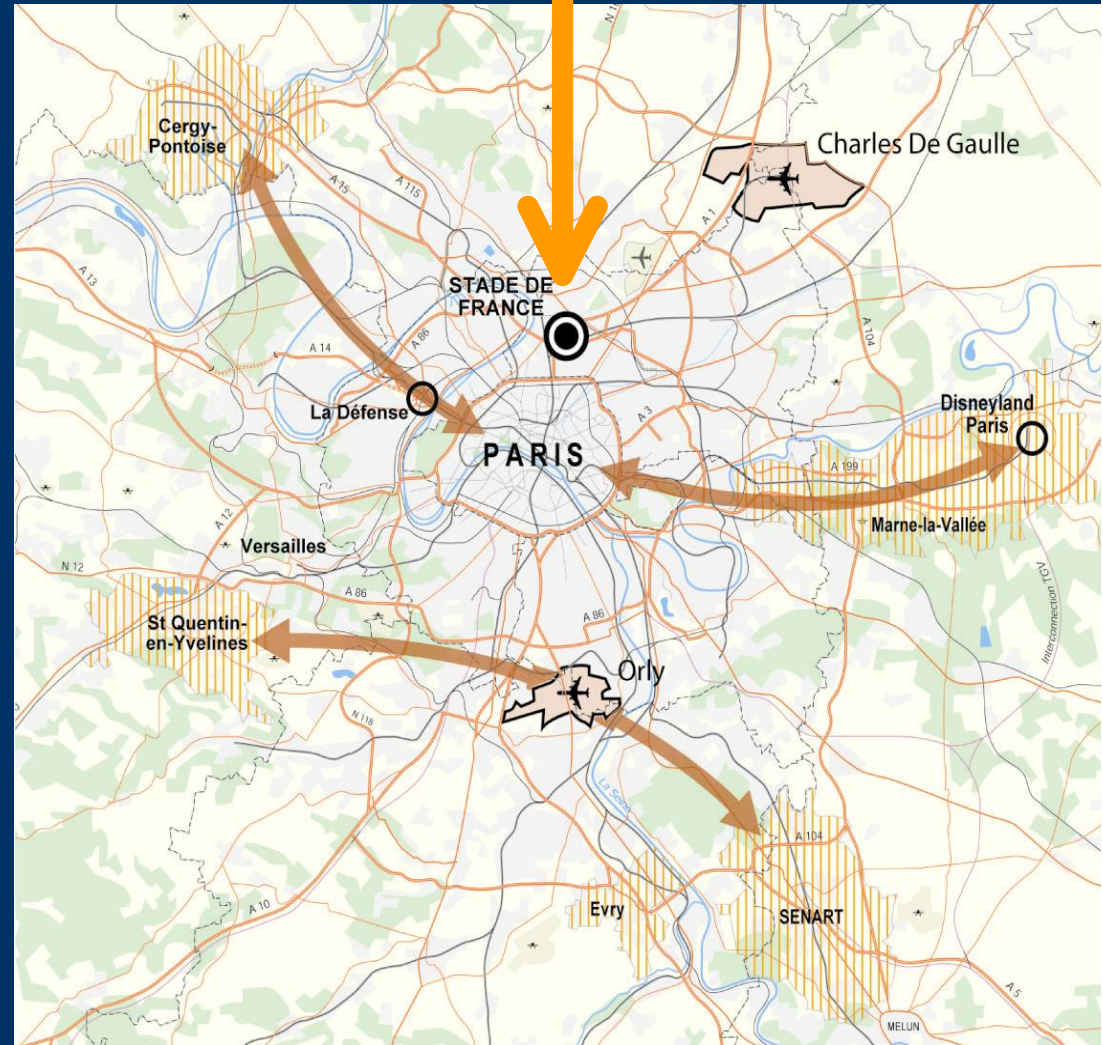 Cergy-
Pontoise
A 15
A 115
Charles De Gaulle
A 1
A 13
STADE DE
FRANCE
A 14
A 86
A 104
La Défense
A 3
Disneyland
Paris
PARIS
A 199
Marne-la-Vallée
A 12
Versailles
N 12
A 86
A 86
St Quentin-
en-Yvelines
Interconnection TGV
Orly
N 118
La Seine
A 104
A 10
Evry
SENART
A 5
MELUN